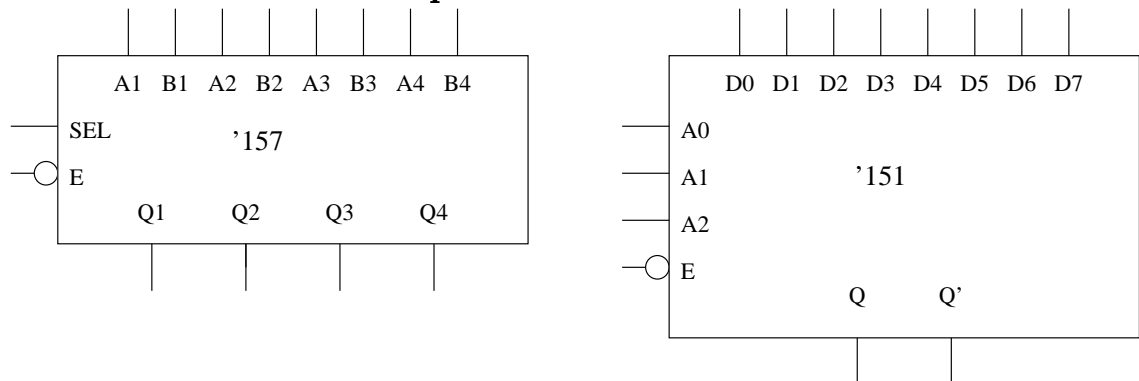 A1 B1 A2 B2 A3 B3 A4 B4
SEL
'157
E
Q1 Q2 Q3 Q4
D0 D1 D2 D3 D4 D5 D6 D7
A0
A1
'151
A2
E
Q Q'